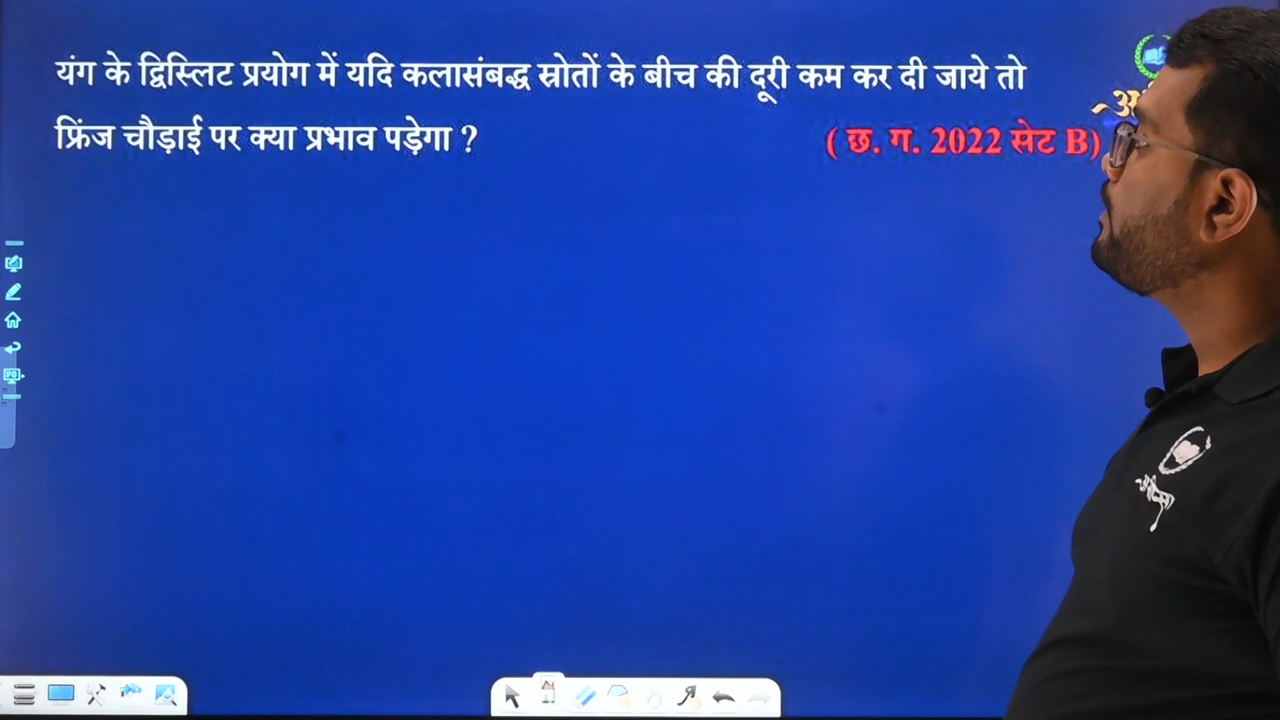 यंग के द्विस्लिट प्रयोग में यदि कलासंबद्ध स्रोतों के बीच की दूरी कम कर दी जाये तो
फ्रिंज चौड़ाई पर क्या प्रभाव पड़ेगा ?
( छ. ग. 2022 सेट B)